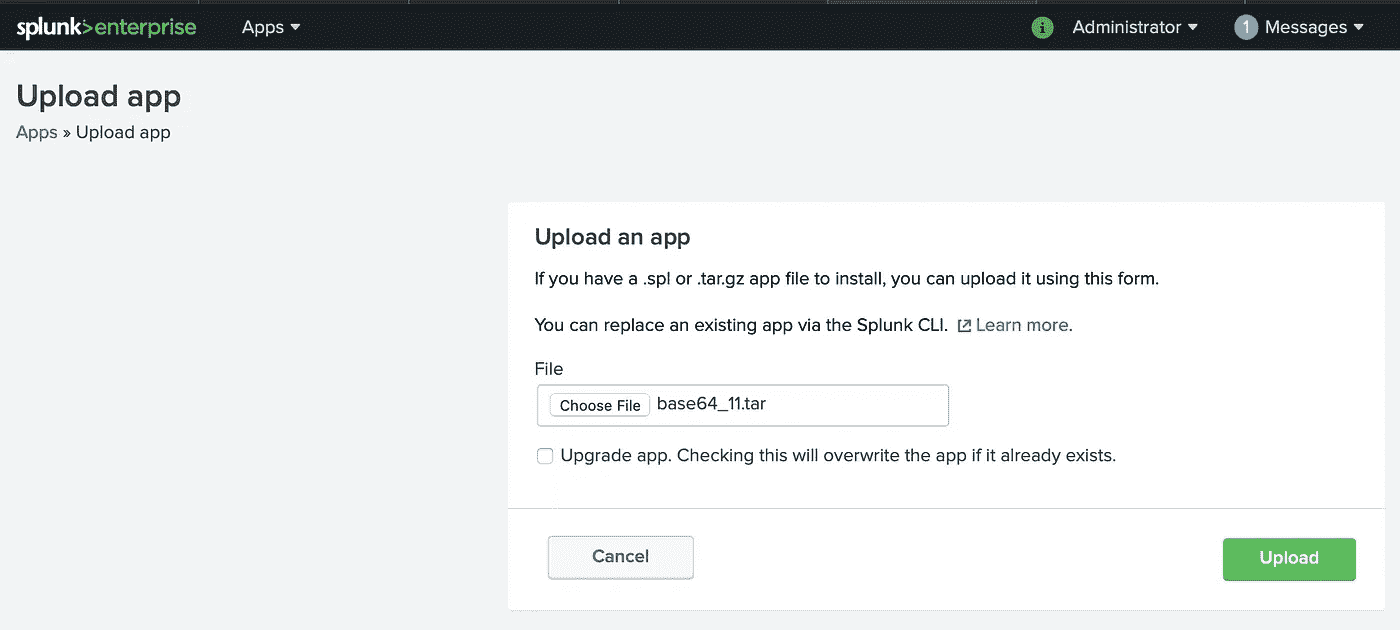 splunk>enterprise Apps Administrator 1 Messages
Upload app
Apps » Upload app
Upload an app
If you have a .spl or .tar.gz app file to install, you can upload it using this form.
You can replace an existing app via the Splunk CLI. Learn more.
File
Choose File base64_11.tar
Upgrade app. Checking this will overwrite the app if it already exists.
Cancel Upload